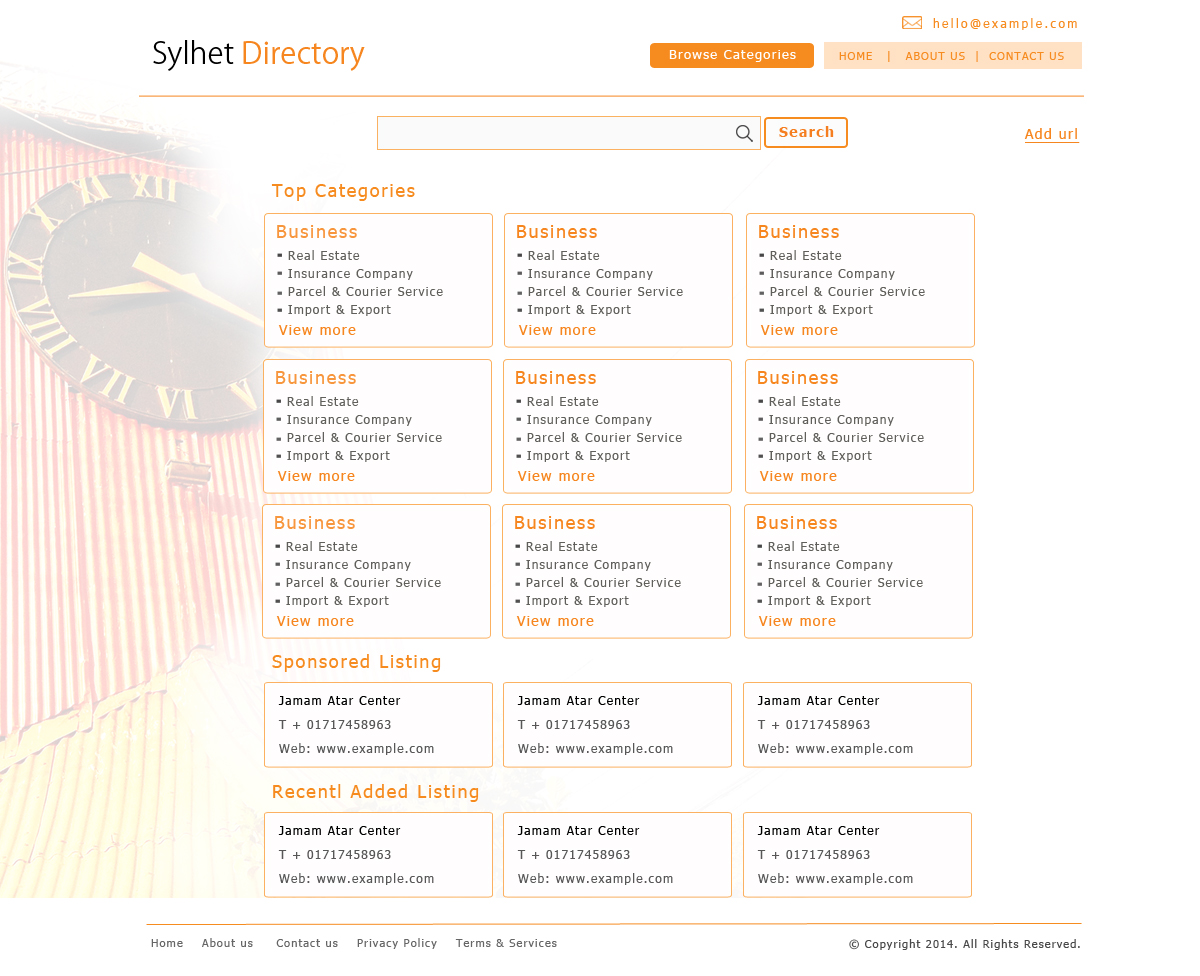 hello@example.com
Sylhet Directory
Browse Categories
HOME | ABOUT US | CONTACT US
Search
Add url
Top Categories
Business
Real Estate
Insurance Company
Parcel & Courier Service
Import & Export
View more
Business
Real Estate
Insurance Company
Parcel & Courier Service
Import & Export
View more
Business
Real Estate
Insurance Company
Parcel & Courier Service
Import & Export
View more
Business
Real Estate
Insurance Company
Parcel & Courier Service
Import & Export
View more
Business
Real Estate
Insurance Company
Parcel & Courier Service
Import & Export
View more
Business
Real Estate
Insurance Company
Parcel & Courier Service
Import & Export
View more
Business
Real Estate
Insurance Company
Parcel & Courier Service
Import & Export
View more
Business
Real Estate
Insurance Company
Parcel & Courier Service
Import & Export
View more
Business
Real Estate
Insurance Company
Parcel & Courier Service
Import & Export
View more
Sponsored Listing
Jamam Atar Center
T + 01717458963
Web: www.example.com
Jamam Atar Center
T + 01717458963
Web: www.example.com
Jamam Atar Center
T + 01717458963
Web: www.example.com
Recentl Added Listing
Jamam Atar Center
T + 01717458963
Web: www.example.com
Jamam Atar Center
T + 01717458963
Web: www.example.com
Jamam Atar Center
T + 01717458963
Web: www.example.com
Home About us Contact us Privacy Policy Terms & Services
© Copyright 2014. All Rights Reserved.